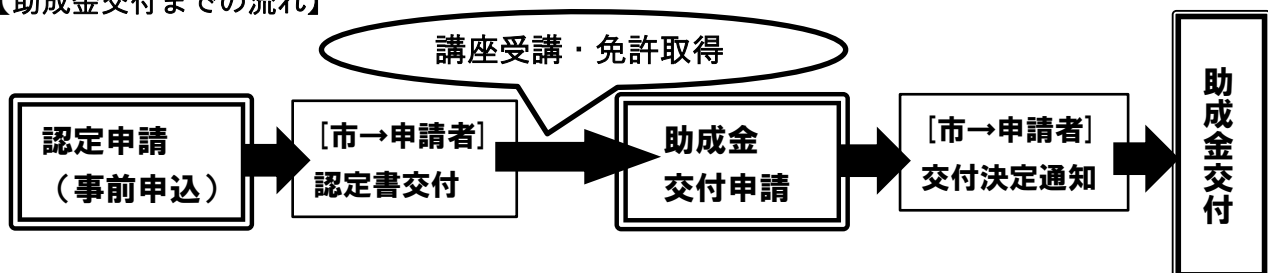 【助成金交付までの流れ】
講座受講・免許取得
認定申請
（事前申込）
［市→申請者］
認定書交付
助成金
交付申請
［市→申請者］
交付決定通知
助成金交付